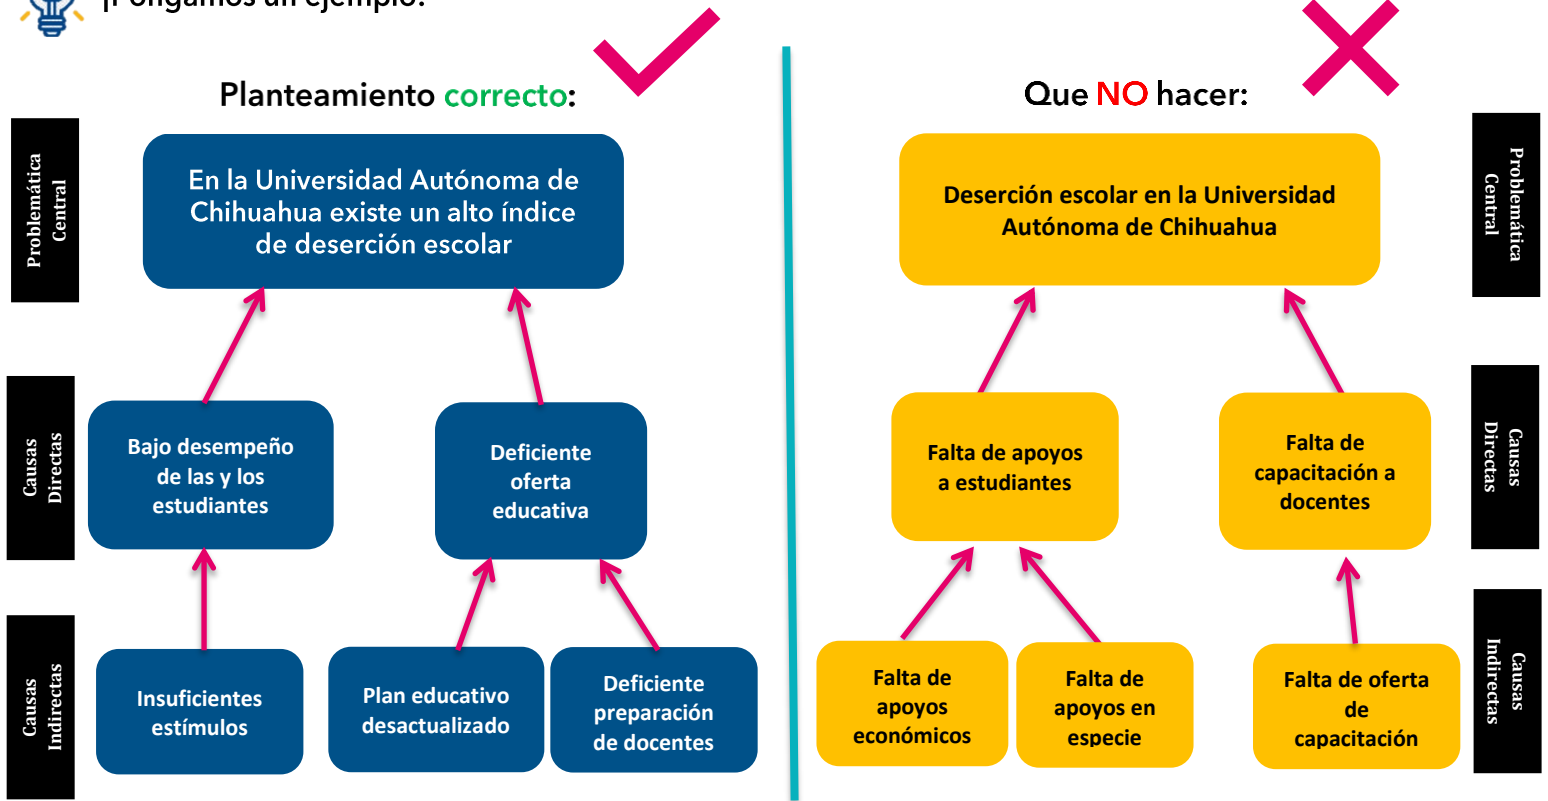 ¡Pongamos un ejemplo!
Planteamiento correcto:
Problemática
Central
En la Universidad Autónoma de
Chihuahua existe un alto índice
de deserción escolar
Causas
Directas
Bajo desempeño
de las y los
estudiantes
Deficiente
oferta
educativa
Causas
Indirectas
Insuficientes
estímulos
Plan educativo
desactualizado
Deficiente
preparación
de docentes
Que NO hacer:
Deserción escolar en la Universidad
Autónoma de Chihuahua
Problemática
Central
Falta de apoyos
a estudiantes
Falta de
capacitación a
docentes
Causas
Directas
Falta de
apoyos
económicos
Falta de
apoyos en
especie
Falta de oferta
de
capacitación
Causas
Indirectas